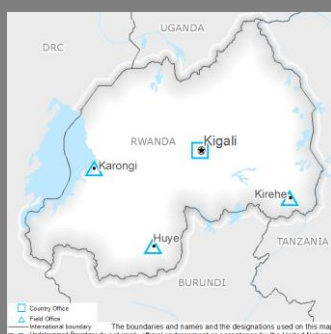 UGANDA
DRC
RWANDA
Kigali
Karongi
Kirehe
Huye
TANZANIA
BURUNDI
Country Office
Field Office
International boundary
The boundaries and names and the designations used on this map